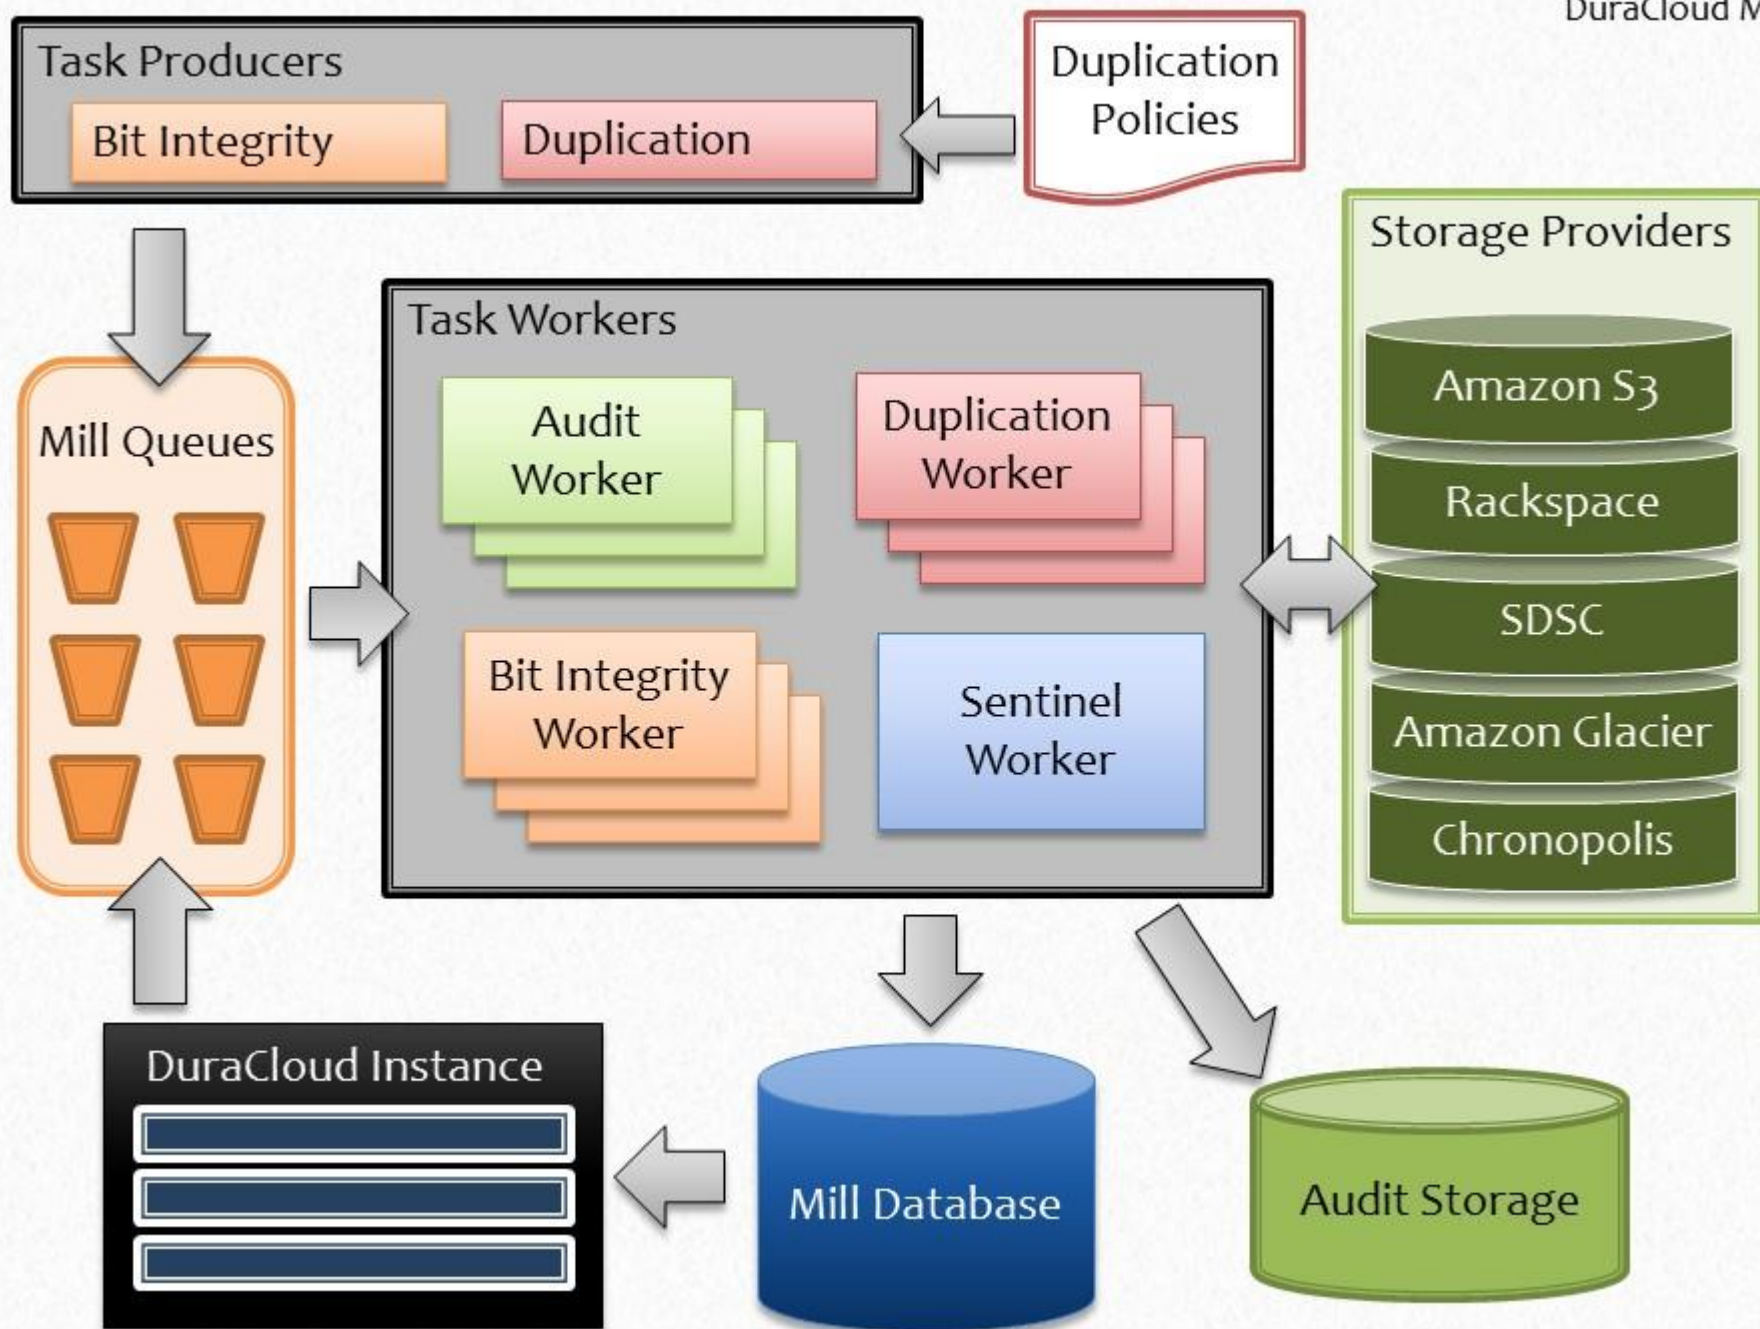 DuraCloud M
Task Producers
Bit Integrity
Duplication
Duplication
Policies
Storage Providers
Task Workers
Mill Queues
Audit
Worker
Duplication
Worker
Bit Integrity
Worker
Sentinel
Worker
Amazon S3
Rackspace
SDSC
Amazon Glacier
Chronopolis
DuraCloud Instance
Mill Database
Audit Storage